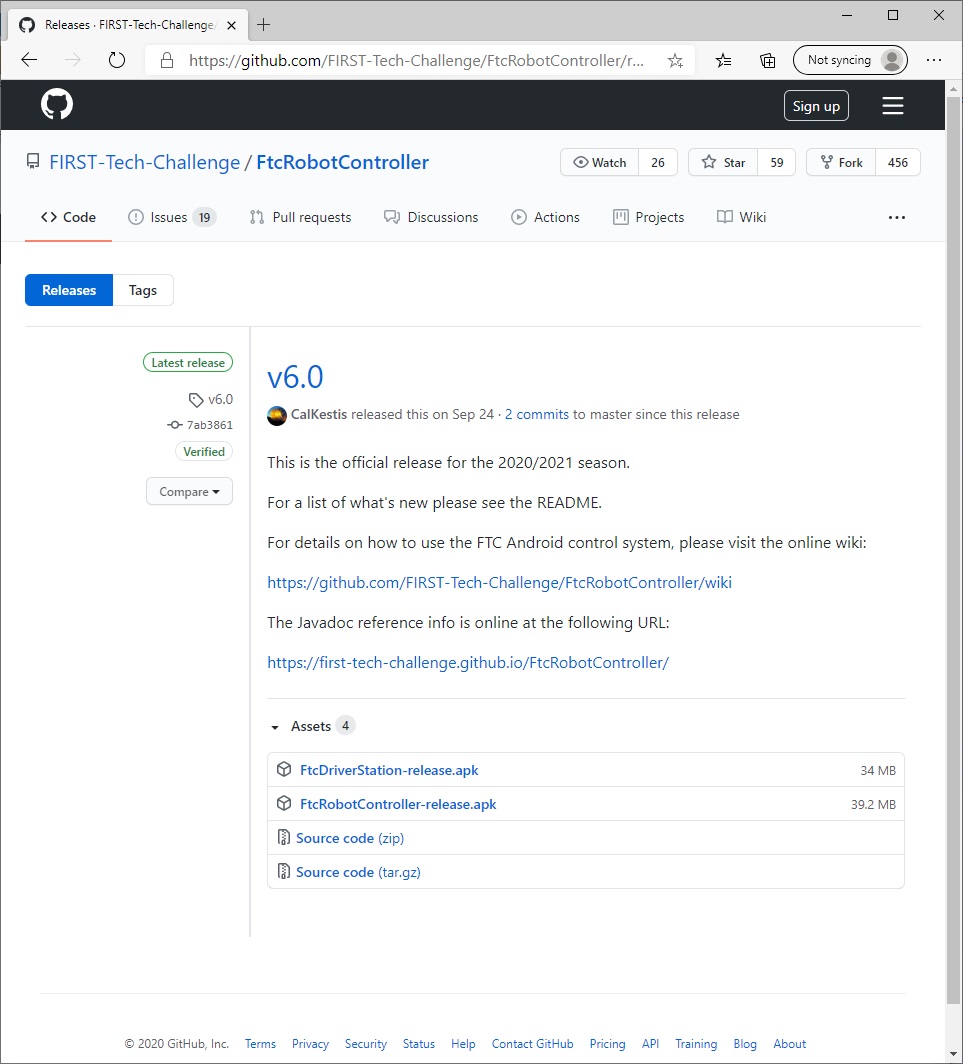 Releases · FIRST-Tech-Challenge/
https://github.com/FIRST-Tech-Challenge/FtcRobotController/r...
Not syncing
Sign up
FIRST-Tech-Challenge / FtcRobotController
Watch 26 Star 59 Fork 456
Code Issues 19 Pull requests Discussions Actions Projects Wiki
Releases Tags
Latest release
v6.0
7ab3861
Verified
Compare
v6.0
CalKestis released this on Sep 24 · 2 commits to master since this release
This is the official release for the 2020/2021 season.
For a list of what's new please see the README.
For details on how to use the FTC Android control system, please visit the online wiki:
https://github.com/FIRST-Tech-Challenge/FtcRobotController/wiki
The Javadoc reference info is online at the following URL:
https://first-tech-challenge.github.io/FtcRobotController/
Assets 4
FtcDriverStation-release.apk 34 MB
FtcRobotController-release.apk 39.2 MB
Source code (zip)
Source code (tar.gz)
© 2020 GitHub, Inc. Terms Privacy Security Status Help Contact GitHub Pricing API Training Blog About